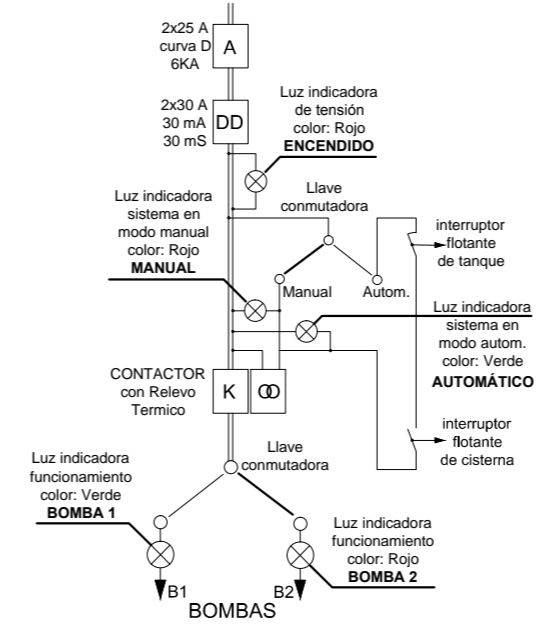 2x25 A
curva D
6KA
A
2x30 A
30 mA
30 mS
DD
Luz indicadora
de tensión
color: Rojo
ENCENDIDO
Luz indicadora
sistema en
modo manual
color: Rojo
MANUAL
Llave
conmutadora
interruptor
flotante
de tanque
Manual
Autom.
Luz indicadora
sistema en
modo autom.
color: Verde
AUTOMÁTICO
CONTACTOR
con Relevo
Termico
K
interruptor
flotante
de cisterna
Llave
conmutadora
Luz indicadora
funcionamiento
color: Verde
BOMBA 1
Luz indicadora
funcionamiento
color: Rojo
BOMBA 2
B1
B2
BOMBAS